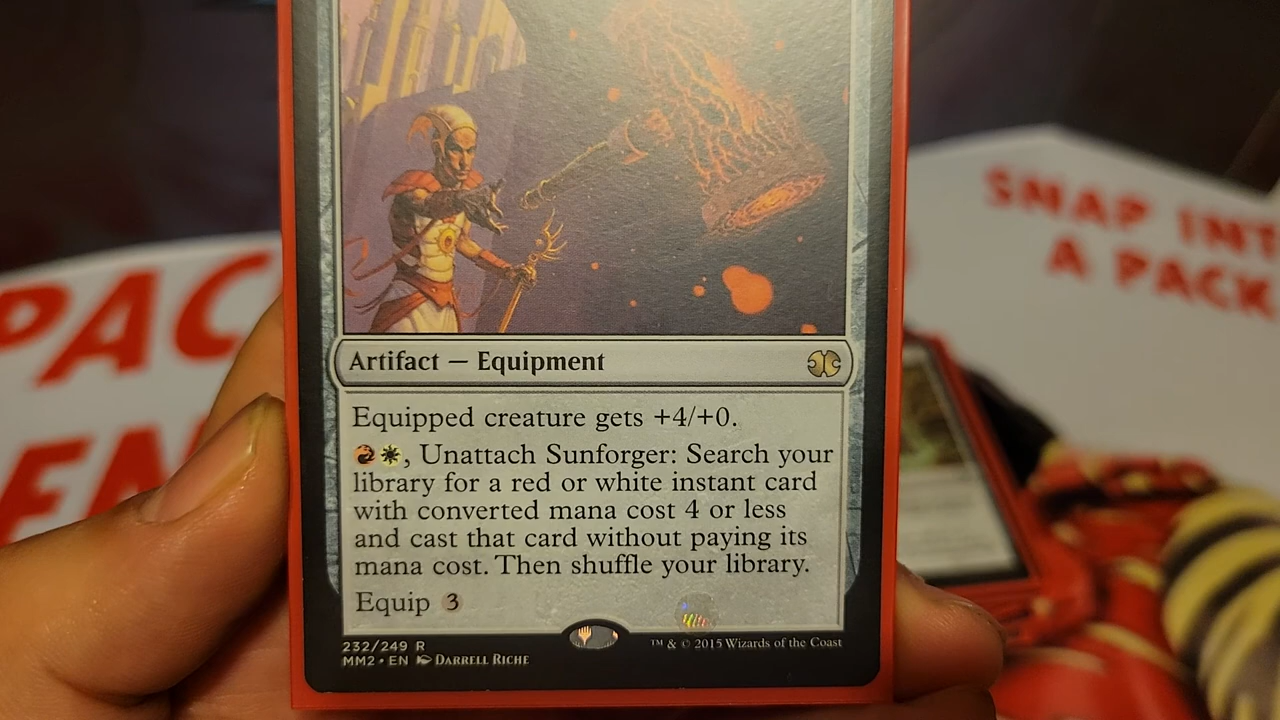 PAC
EN
SNAP INT
A PACK
Artifact — Equipment
Equipped creature gets +4/+0.
, Unattach Sunforger: Search your
library for a red or white instant card
with converted mana cost 4 or less
and cast that card without paying its
mana cost. Then shuffle your library.
Equip 3
232/249 R
MM2 • EN DARRELL RICHE
™ & © 2015 Wizards of the Coast